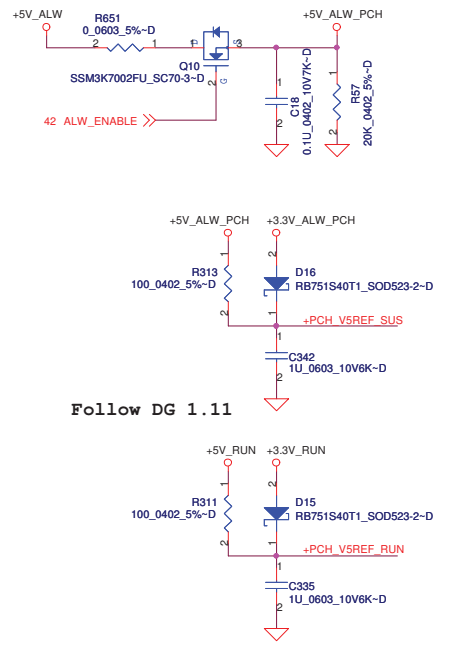 +5V_ALW
+5V_ALW_PCH
R651
0_0603_5%~D
2
1
1
D
S
3
Q10
SSM3K7002FU_SC70-3~D
2
G
42 ALW_ENABLE
1
C18
0.1U_0402_10V7K~D
2
1
R57
20K_0402_5%~D
2
+5V_ALW_PCH
+3.3V_ALW_PCH
1
2
R313
100_0402_5%~D
D16
RB751S40T1_SOD523-2~D
2
1
+PCH_V5REF_SUS
1
C342
1U_0603_10V6K~D
2
Follow DG 1.11
+5V_RUN
+3.3V_RUN
1
2
R311
100_0402_5%~D
D15
RB751S40T1_SOD523-2~D
2
1
+PCH_V5REF_RUN
1
C335
1U_0603_10V6K~D
2